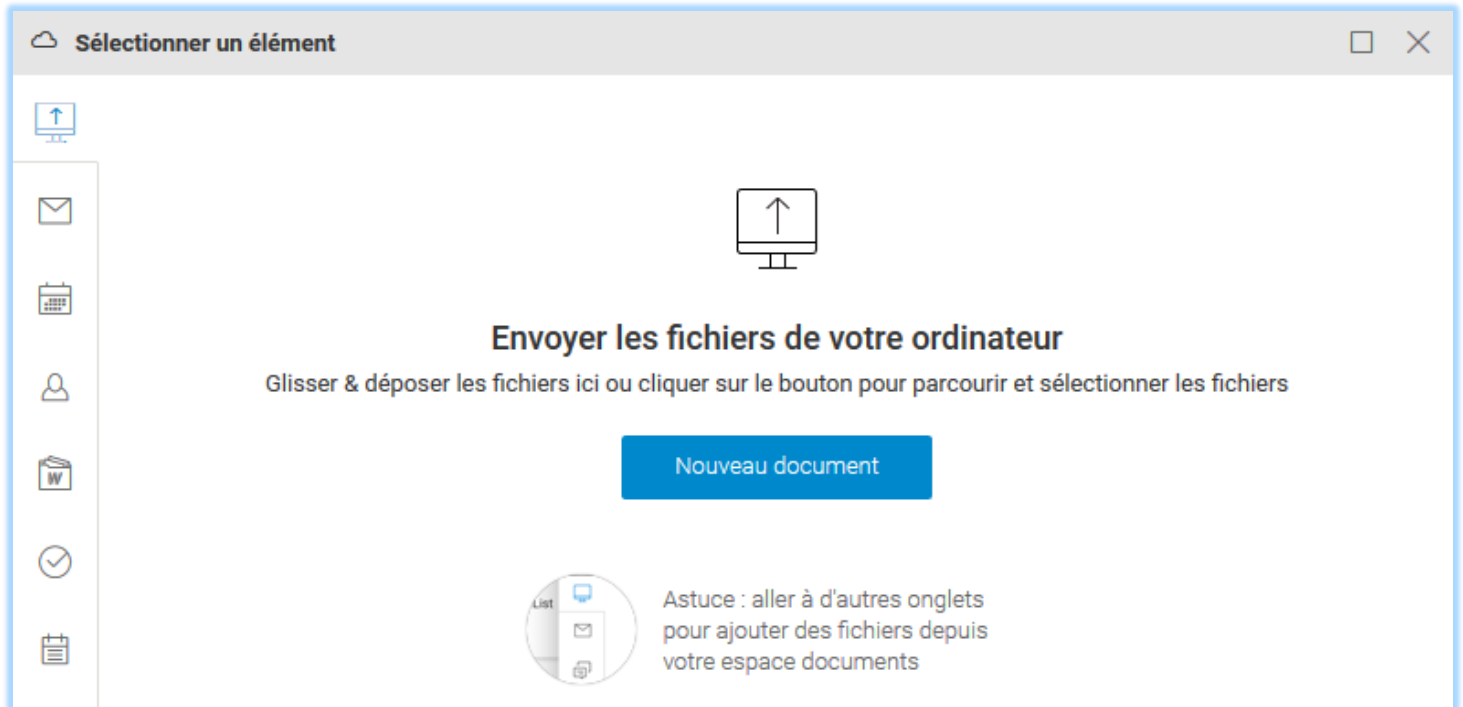 Sélectionner un élément
Envoyer les fichiers de votre ordinateur
Glisser & déposer les fichiers ici ou cliquer sur le bouton pour parcourir et sélectionner les fichiers
W
Nouveau document
List
Astuce : aller à d'autres onglets
pour ajouter des fichiers depuis
votre espace documents